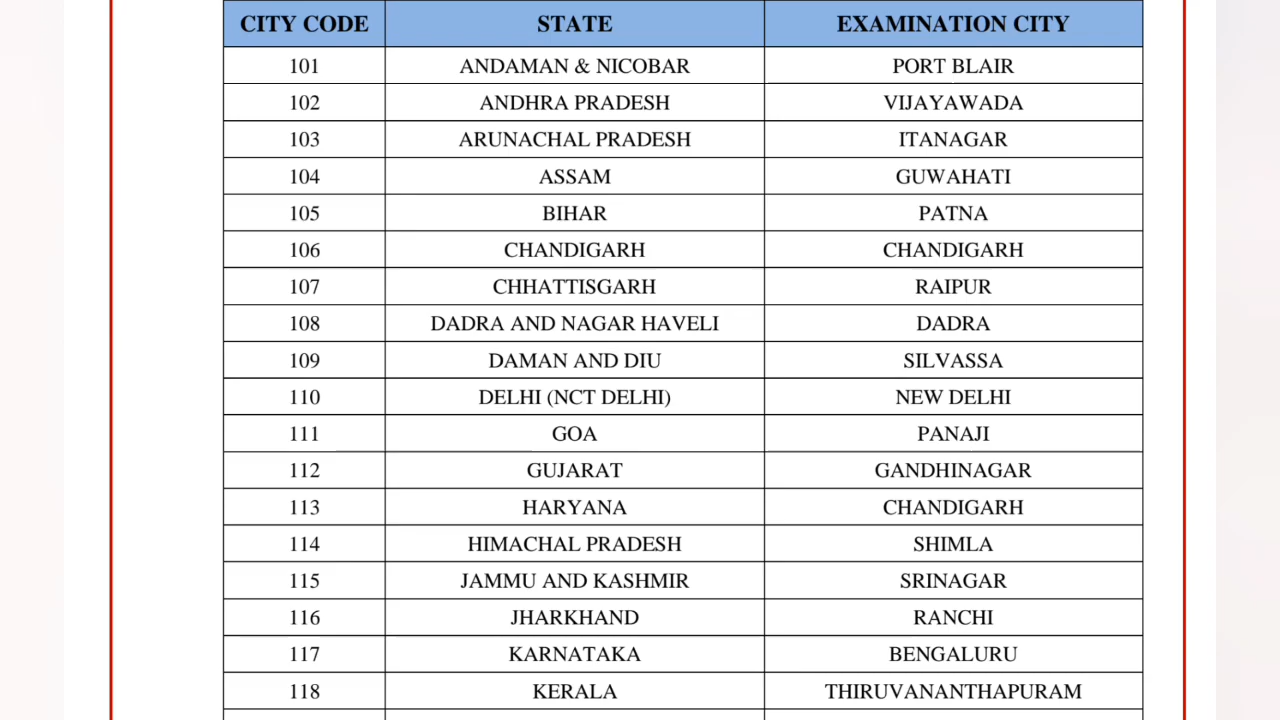 CITY CODE STATE EXAMINATION CITY
101 ANDAMAN & NICOBAR PORT BLAIR
102 ANDHRA PRADESH VIJAYAWADA
103 ARUNACHAL PRADESH ITANAGAR
104 ASSAM GUWAHATI
105 BIHAR PATNA
106 CHANDIGARH CHANDIGARH
107 CHHATTISGARH RAIPUR
108 DADRA AND NAGAR HAVELI DADRA
109 DAMAN AND DIU SILVASSA
110 DELHI (NCT DELHI) NEW DELHI
111 GOA PANAJI
112 GUJARAT GANDHINAGAR
113 HARYANA CHANDIGARH
114 HIMACHAL PRADESH SHIMLA
115 JAMMU AND KASHMIR SRINAGAR
116 JHARKHAND RANCHI
117 KARNATAKA BENGALURU
118 KERALA THIRUVANANTHAPURAM